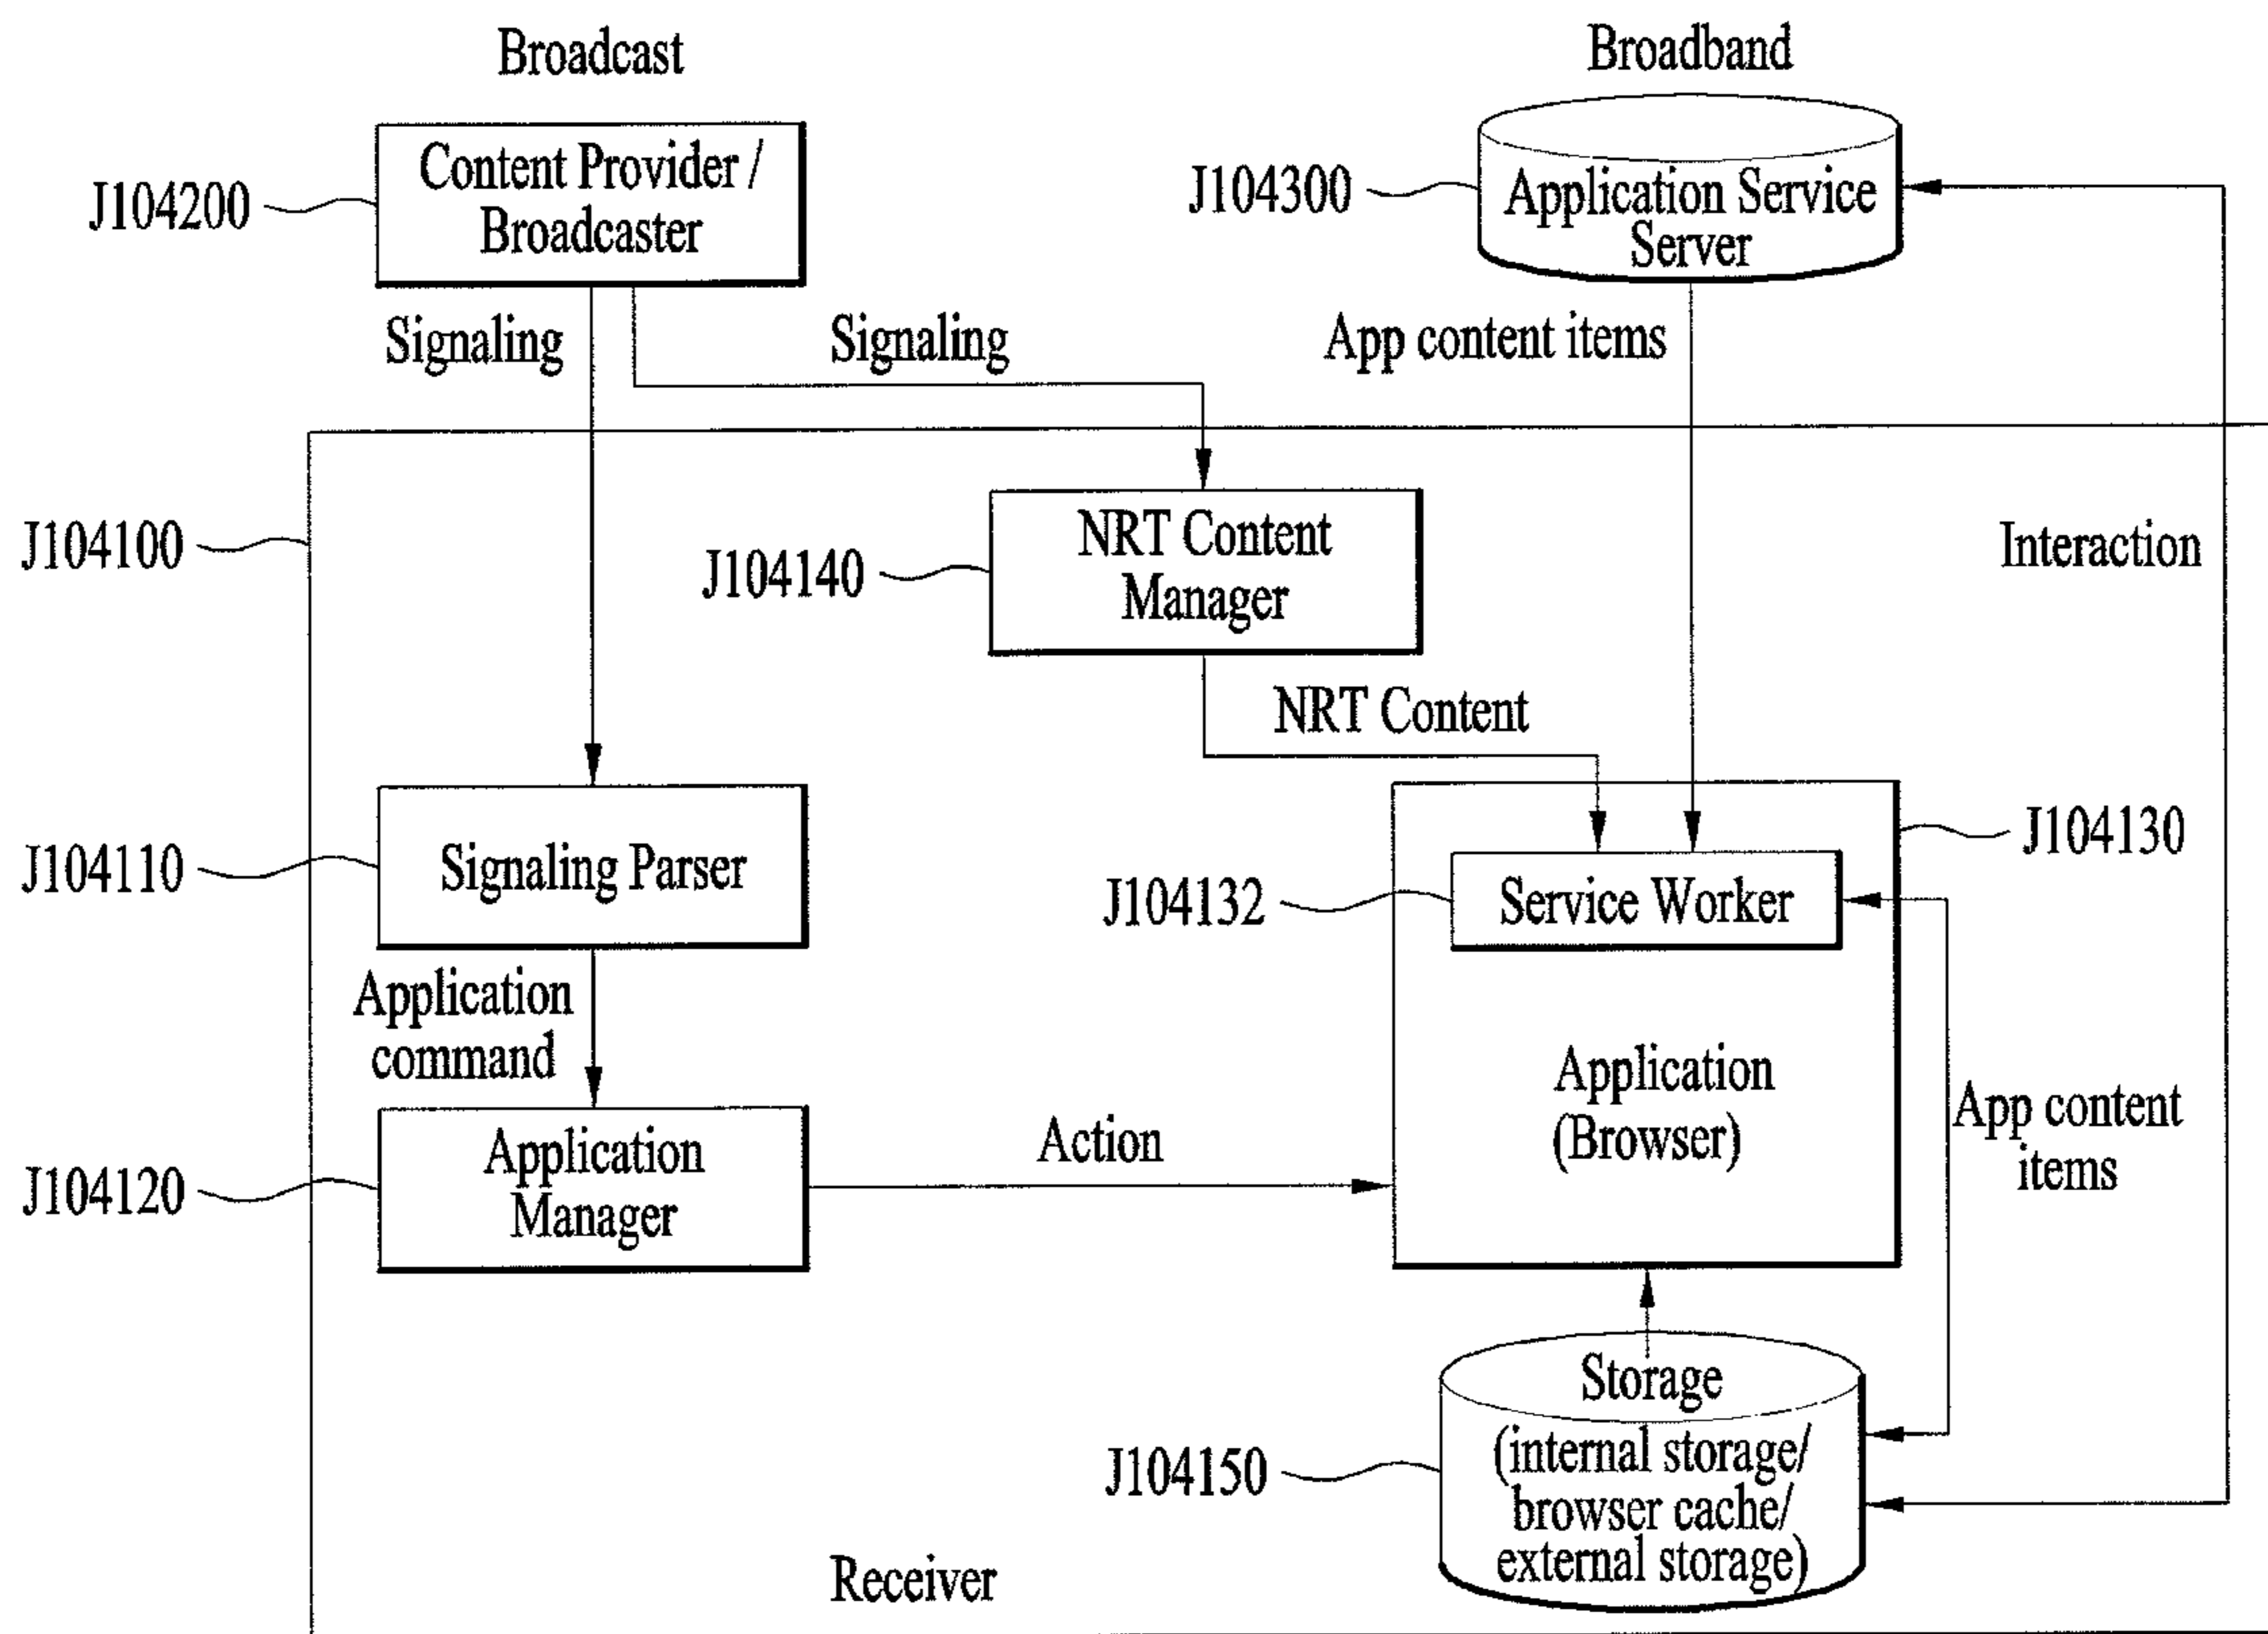 Broadcast
Broadband
Content Provider /
Broadcaster
J104200
J104300
Application Service
Server
Signaling
Signaling
App content items
J104100
NRT Content
Manager
J104140
Interaction
NRT Content
J104110
Signaling Parser
J104130
J104132
Service Worker
Application
command
Application
(Browser)
App content
items
Action
J104120
Application
Manager
Storage
(internal storage/
browser cache/
external storage)
J104150
Receiver